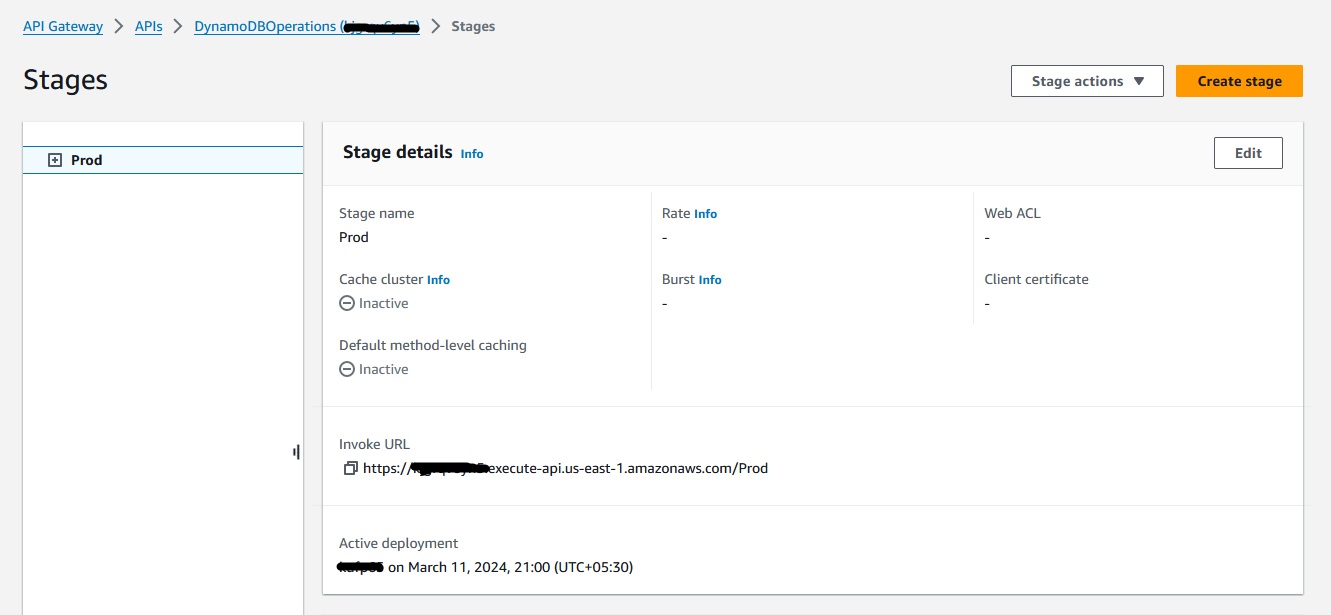 API Gateway > APIs > DynamoDBOperations ( ) > Stages
Stages
Stage actions ▼
Create stage
Prod
Stage details Info
Edit
Stage name
Prod
Rate Info
-
Web ACL
-
Cache cluster Info
Inactive
Burst Info
-
Client certificate
-
Default method-level caching
Inactive
Invoke URL
https:// execute-api.us-east-1.amazonaws.com/Prod
Active deployment
on March 11, 2024, 21:00 (UTC+05:30)